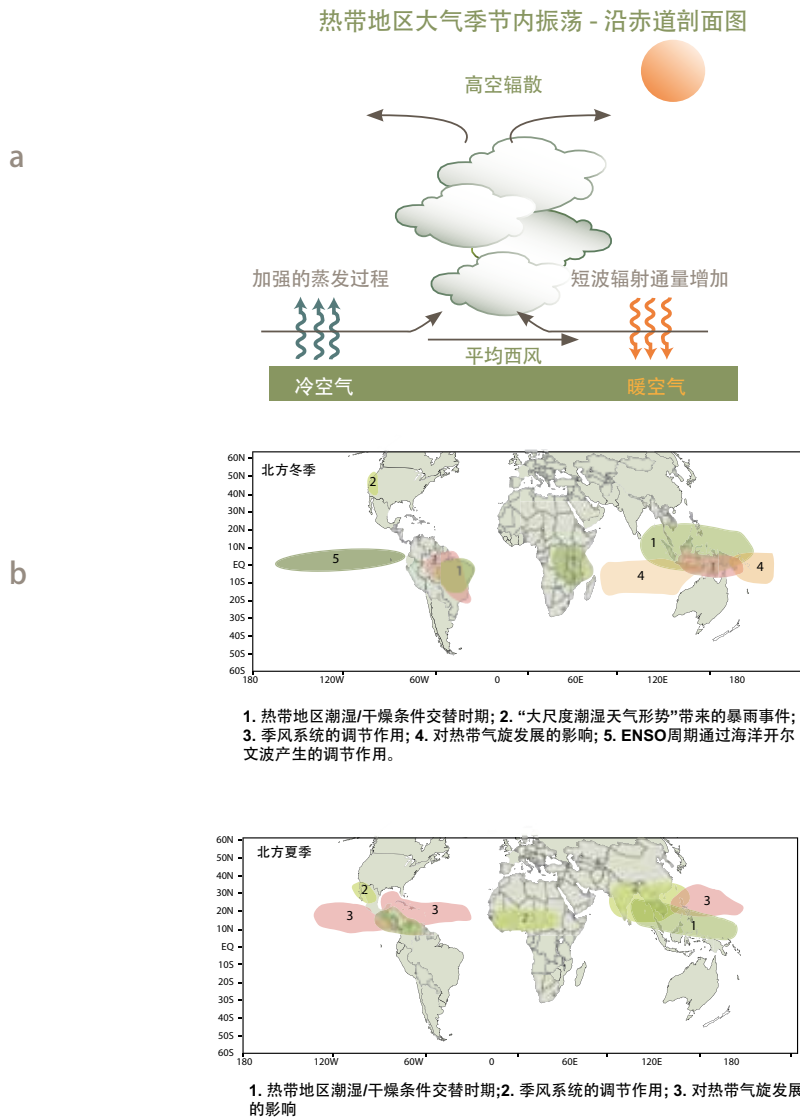 热带地区大气季节内振荡 - 沿赤道剖面图
高空辐散
a
加强的蒸发过程
短波辐射通量增加
平均西风
冷空气
暖空气
b
北方冬季
60N
50N
40N
30N
20N
10N
EQ
10S
20S
30S
40S
50S
60S
2
5
1
1
1
4
1
4
180 120W 60W 0 60E 120E 180
1. 热带地区潮湿/干燥条件交替时期; 2. “大尺度潮湿天气形势”带来的暴雨事件;
3. 季风系统的调节作用; 4. 对热带气旋发展的影响; 5. ENSO周期通过海洋开尔
文波产生的调节作用。
北方夏季
60N
50N
40N
30N
20N
10N
EQ
10S
20S
30S
40S
50S
60S
2
3
3
2
3
1
180 120W 60W 0 60E 120E 180
1. 热带地区潮湿/干燥条件交替时期;2. 季风系统的调节作用; 3. 对热带气旋发展
的影响